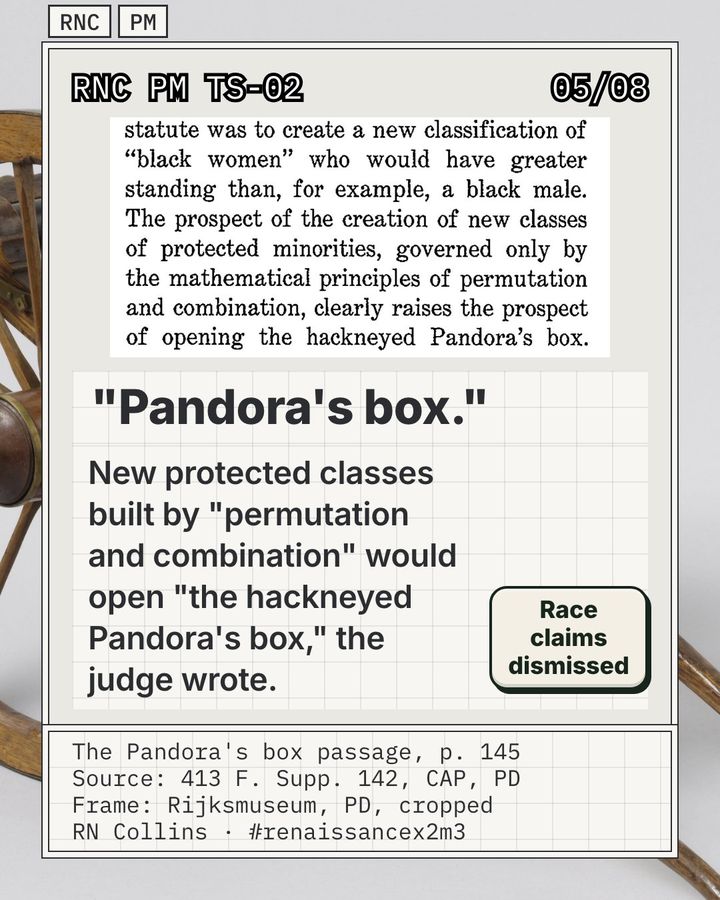 RNC PM
RNC PM TS-02 05/08
statute was to create a new classification of
“black women” who would have greater
standing than, for example, a black male.
The prospect of the creation of new classes
of protected minorities, governed only by
the mathematical principles of permutation
and combination, clearly raises the prospect
of opening the hackneyed Pandora’s box.
"Pandora's box."
New protected classes
built by "permutation
and combination" would
open "the hackneyed
Pandora's box," the
judge wrote.
Race
claims
dismissed
The Pandora's box passage, p. 145
Source: 413 F. Supp. 142, CAP, PD
Frame: Rijksmuseum, PD, cropped
RN Collins · #renaissancex2m3